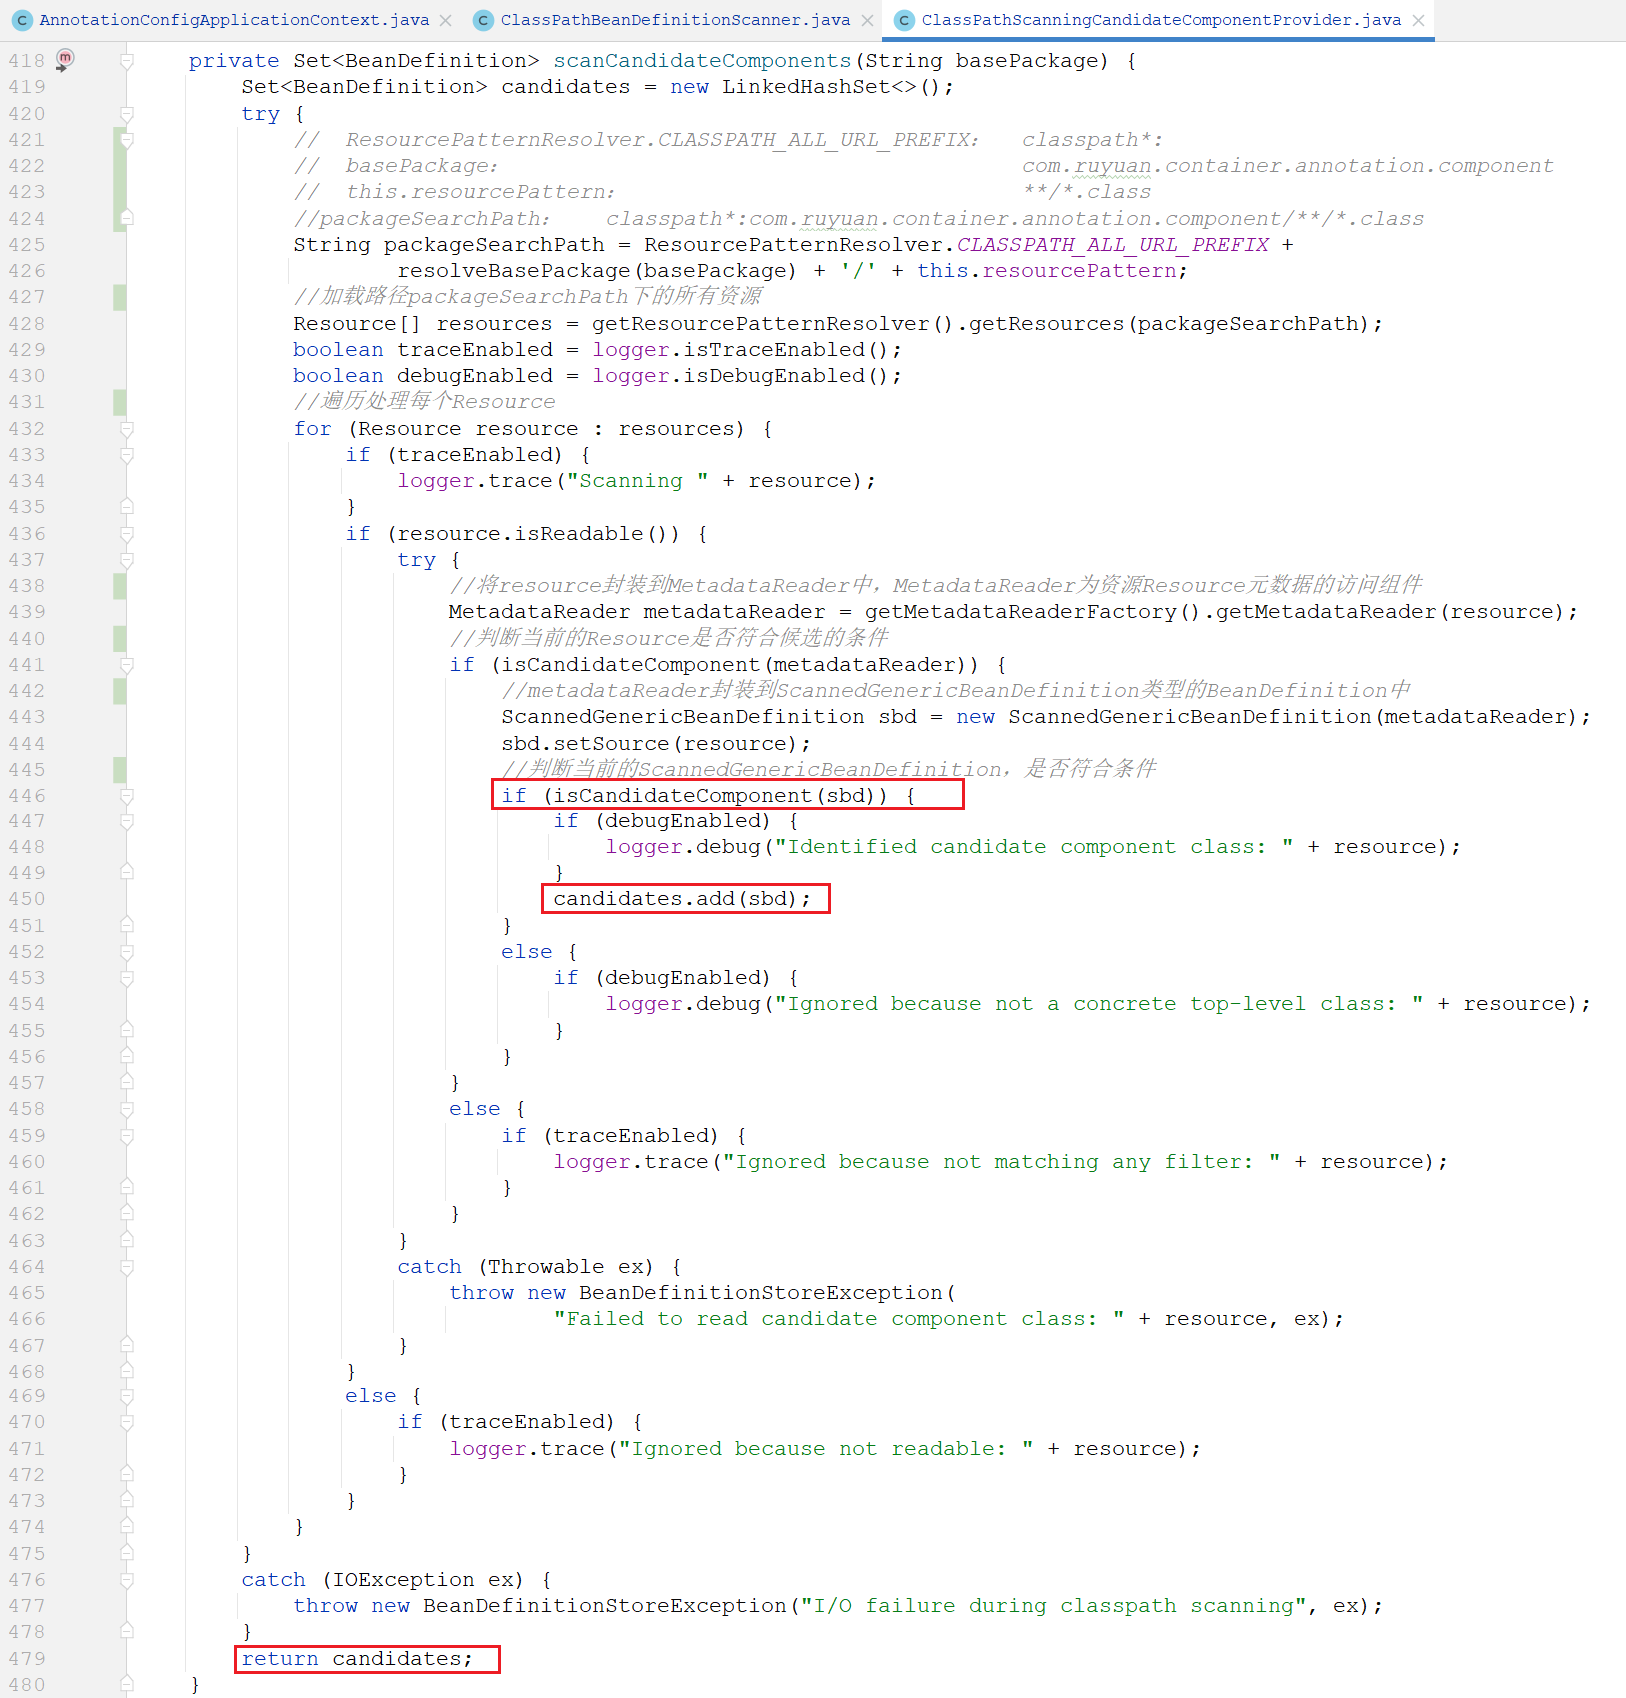 AnnotationConfigApplicationContext.java ClassPathBeanDefinitionScanner.java ClassPathScanningCandidateComponentProvider.java
418 private Set<BeanDefinition> scanCandidateComponents(String basePackage) {
419 Set<BeanDefinition> candidates = new LinkedHashSet<>();
420 try {
421 // ResourcePatternResolver.CLASSPATH_ALL_URL_PREFIX: classpath*:
422 // basePackage: com.ruyuan.container.annotation.component
423 // this.resourcePattern: **/*.class
424 //packageSearchPath: classpath*:com.ruyuan.container.annotation.component/**/*.class
425 String packageSearchPath = ResourcePatternResolver.CLASSPATH_ALL_URL_PREFIX +
426 resolveBasePackage(basePackage) + '/' + this.resourcePattern;
427 //加载路径packageSearchPath下的所有资源
428 Resource[] resources = getResourcePatternResolver().getResources(packageSearchPath);
429 boolean traceEnabled = logger.isTraceEnabled();
430 boolean debugEnabled = logger.isDebugEnabled();
431 //遍历处理每个Resource
432 for (Resource resource : resources) {
433 if (traceEnabled) {
434 logger.trace("Scanning " + resource);
435 }
436 if (resource.isReadable()) {
437 try {
438 //将resource封装到MetadataReader中，MetadataReader为资源Resource元数据的访问组件
439 MetadataReader metadataReader = getMetadataReaderFactory().getMetadataReader(resource);
440 //判断当前的Resource是否符合候选的条件
441 if (isCandidateComponent(metadataReader)) {
442 //metadataReader封装到ScannedGenericBeanDefinition类型的BeanDefinition中
443 ScannedGenericBeanDefinition sbd = new ScannedGenericBeanDefinition(metadataReader);
444 sbd.setSource(resource);
445 //判断当前的ScannedGenericBeanDefinition，是否符合条件
446 if (isCandidateComponent(sbd)) {
447 if (debugEnabled) {
448 logger.debug("Identified candidate component class: " + resource);
449 }
450 candidates.add(sbd);
451 }
452 else {
453 if (debugEnabled) {
454 logger.debug("Ignored because not a concrete top-level class: " + resource);
455 }
456 }
457 }
458 else {
459 if (traceEnabled) {
460 logger.trace("Ignored because not matching any filter: " + resource);
461 }
462 }
463 }
464 catch (Throwable ex) {
465 throw new BeanDefinitionStoreException(
466 "Failed to read candidate component class: " + resource, ex);
467 }
468 }
469 else {
470 if (traceEnabled) {
471 logger.trace("Ignored because not readable: " + resource);
472 }
473 }
474 }
475 }
476 catch (IOException ex) {
477 throw new BeanDefinitionStoreException("I/O failure during classpath scanning", ex);
478 }
479 return candidates;
480 }